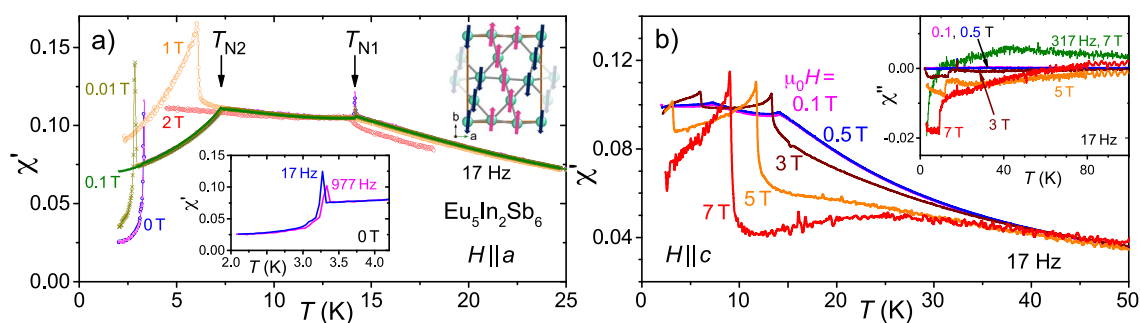 a)
T_N2
T_N1
1 T
0.01 T
2 T
0.1 T
0 T
17 Hz
Eu₅In₂Sb₆
H||a
b
a
χ'
0.15
0.10
0.05
0.00
0
5
10
15
20
25
T (K)
17 Hz
977 Hz
0 T
χ'
0.15
0.10
0.05
0.00
2.0
2.5
3.0
3.5
4.0
T (K)
b)
μ₀H =
0.1 T
0.5 T
3 T
5 T
7 T
H||c
17 Hz
χ'
0.16
0.12
0.08
0.04
0
10
20
30
40
50
T (K)
0.1, 0.5 T
317 Hz, 7 T
5 T
3 T
7 T
17 Hz
χ''
0.00
-0.01
-0.02
0
40
80
T (K)